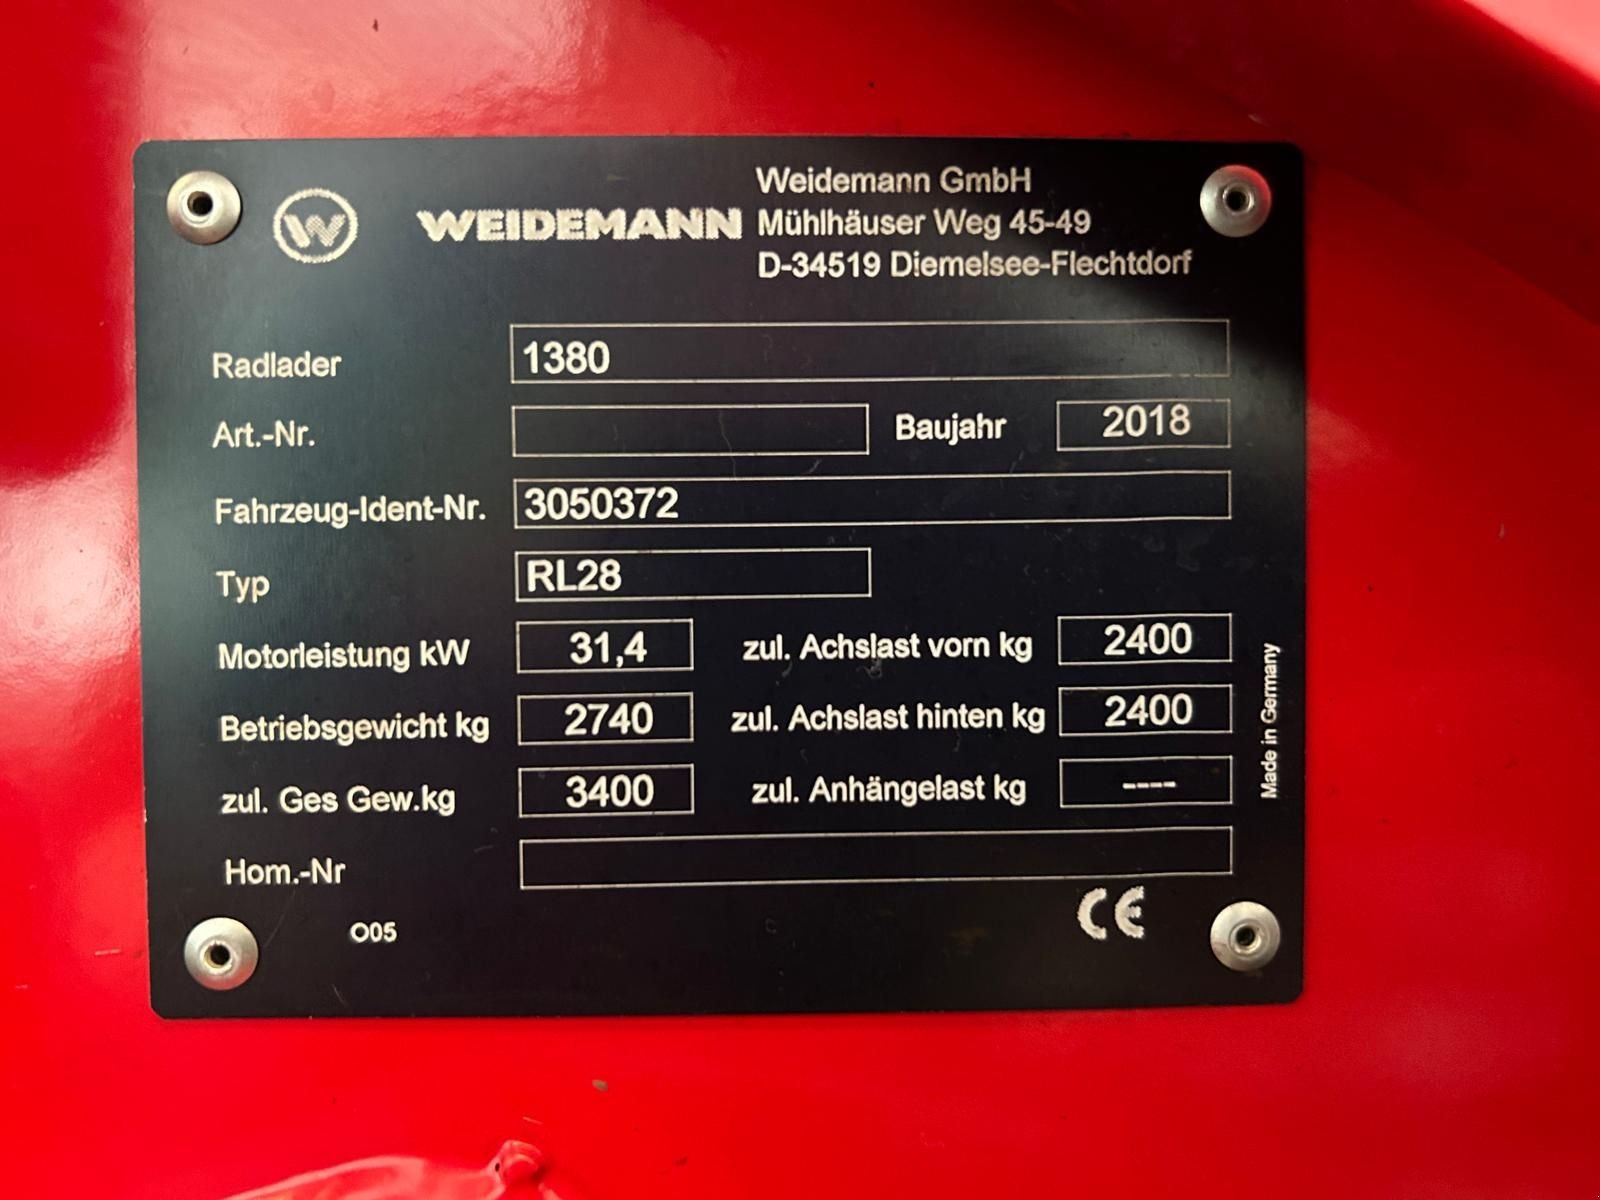 W WEIDEMANN
Weidemann GmbH
Mühlhäuser Weg 45-49
D-34519 Diemelsee-Flechtdorf
Radlader 1380
Art.-Nr. Baujahr 2018
Fahrzeug-Ident-Nr. 3050372
Typ RL28
Motorleistung kW 31,4 zul. Achslast vorn kg 2400
Betriebsgewicht kg 2740 zul. Achslast hinten kg 2400
zul. Ges Gew.kg 3400 zul. Anhängelast kg ----
Hom.-Nr
O05
CE
Made in Germany